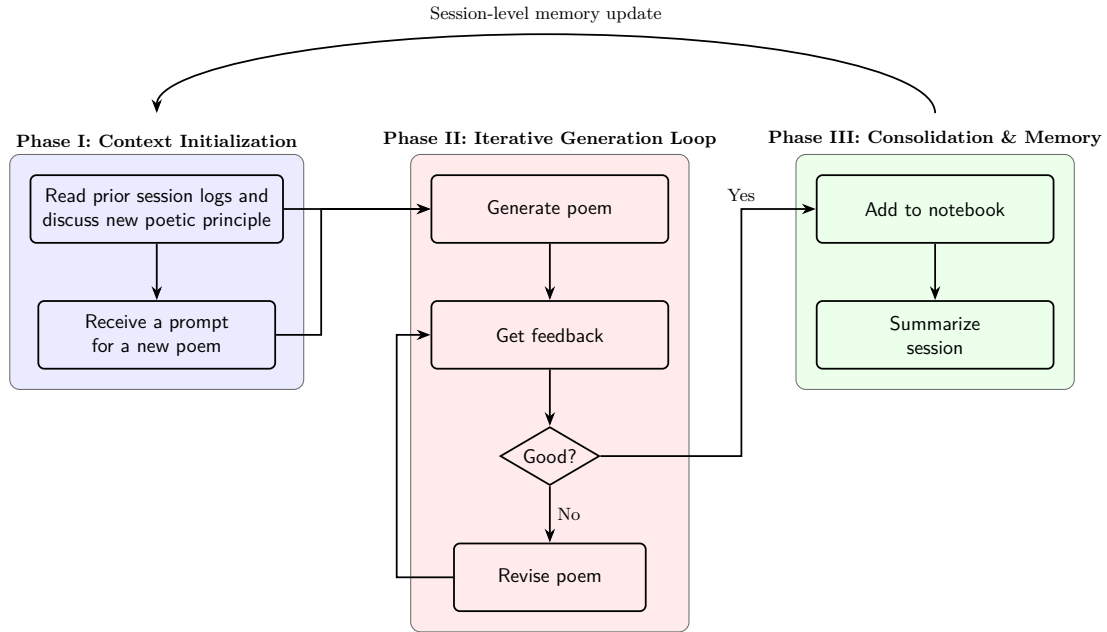 Session-level memory update
Phase I: Context Initialization
Read prior session logs and
discuss new poetic principle
Receive a prompt
for a new poem
Phase II: Iterative Generation Loop
Generate poem
Get feedback
Good?
No
Revise poem
Yes
Phase III: Consolidation & Memory
Add to notebook
Summarize
session